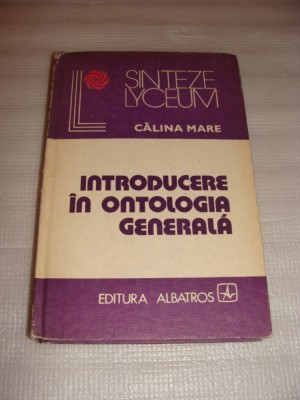 SINTEZE
LYCEUM
CĂLINA MARE
INTRODUCERE
ÎN ONTOLOGIA
GENERALĂ
EDITURA ALBATROS